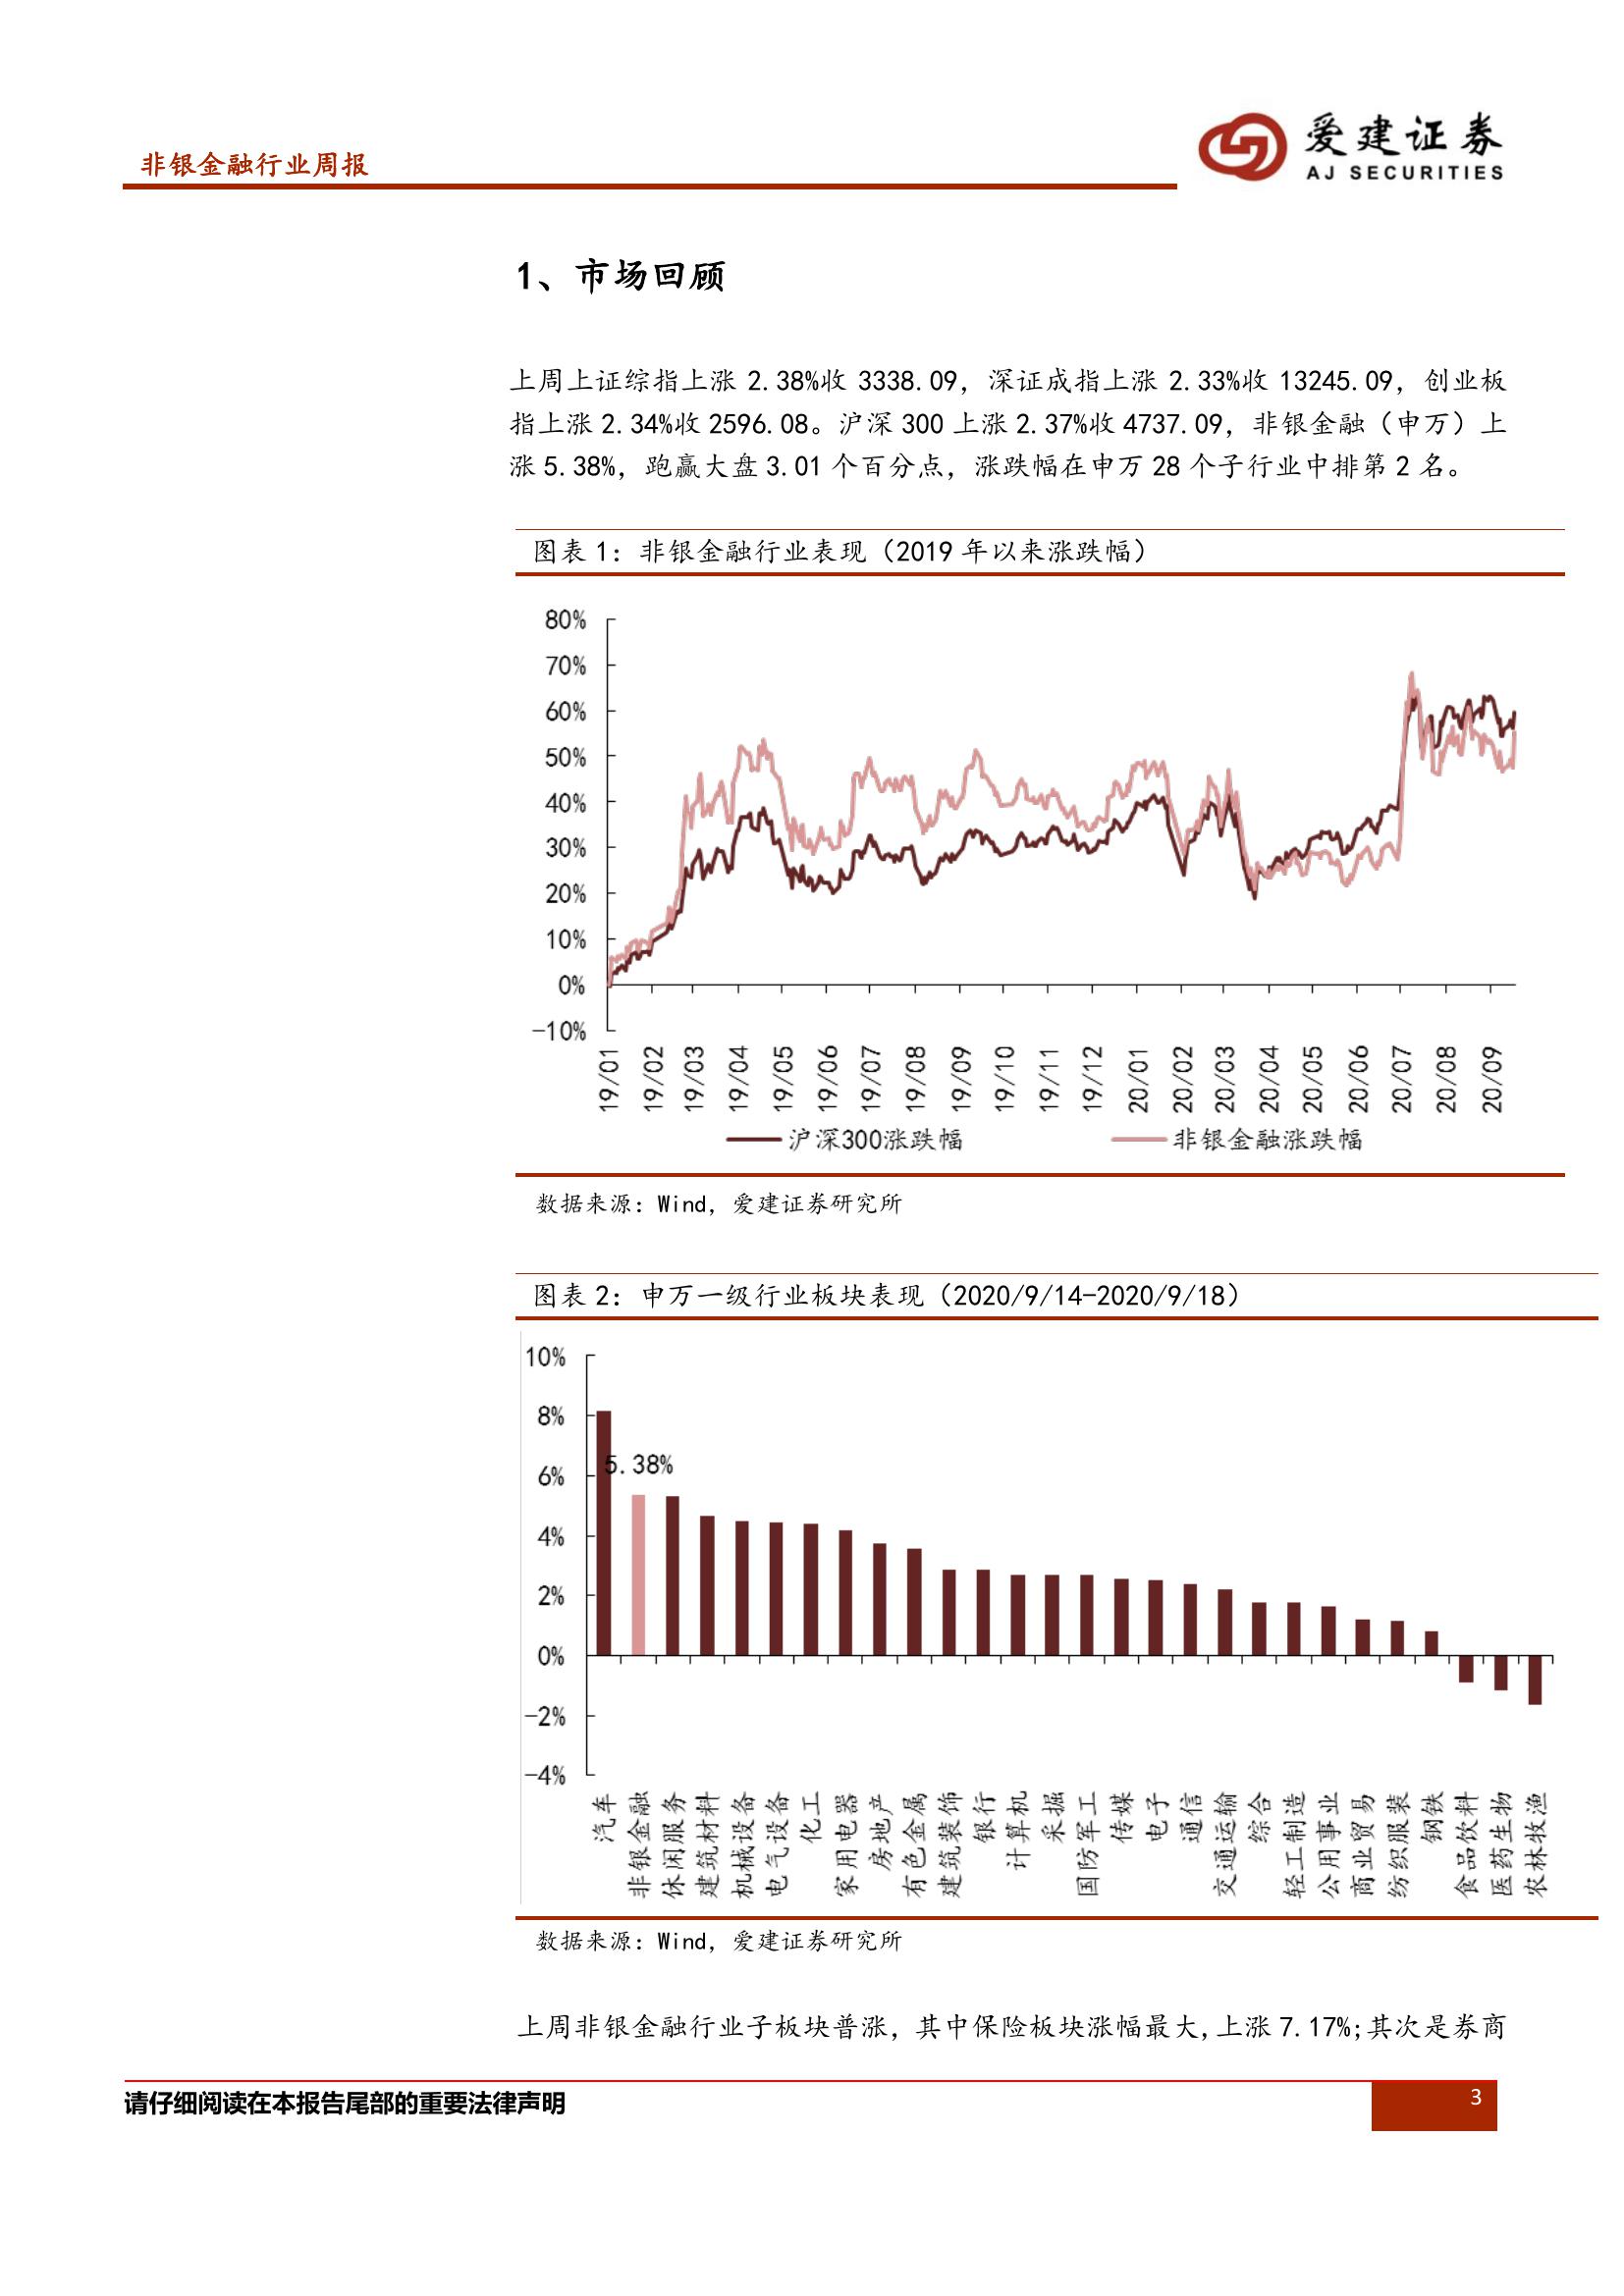 非银金融行业周报
爱建证券
AJ SECURITIES
1、市场回顾
上周上证综指上涨 2.38%收 3338.09，深证成指上涨 2.33%收 13245.09，创业板
指上涨 2.34%收 2596.08。沪深 300 上涨 2.37%收 4737.09，非银金融（申万）上
涨 5.38%，跑赢大盘 3.01 个百分点，涨跌幅在申万 28 个子行业中排第 2 名。
图表 1：非银金融行业表现（2019 年以来涨跌幅）
80%
70%
60%
50%
40%
30%
20%
10%
0%
-10%
19/01
19/02
19/03
19/04
19/05
19/06
19/07
19/08
19/09
19/10
19/11
19/12
20/01
20/02
20/03
20/04
20/05
20/06
20/07
20/08
20/09
沪深300涨跌幅
非银金融涨跌幅
数据来源：Wind，爱建证券研究所
图表 2：申万一级行业板块表现（2020/9/14-2020/9/18）
10%
8%
6%
4%
2%
0%
-2%
-4%
5.38%
汽车
非银金融
休闲服务
建筑材料
机械设备
电气设备
化工
家用电器
房地产
有色金属
建筑装饰
银行
计算机
采掘
国防军工
传媒
电子
通信
交通运输
综合
轻工制造
公用事业
商业贸易
纺织服装
钢铁
食品饮料
医药生物
农林牧渔
数据来源：Wind，爱建证券研究所
上周非银金融行业子板块普涨，其中保险板块涨幅最大,上涨 7.17%;其次是券商
请仔细阅读在本报告尾部的重要法律声明
3